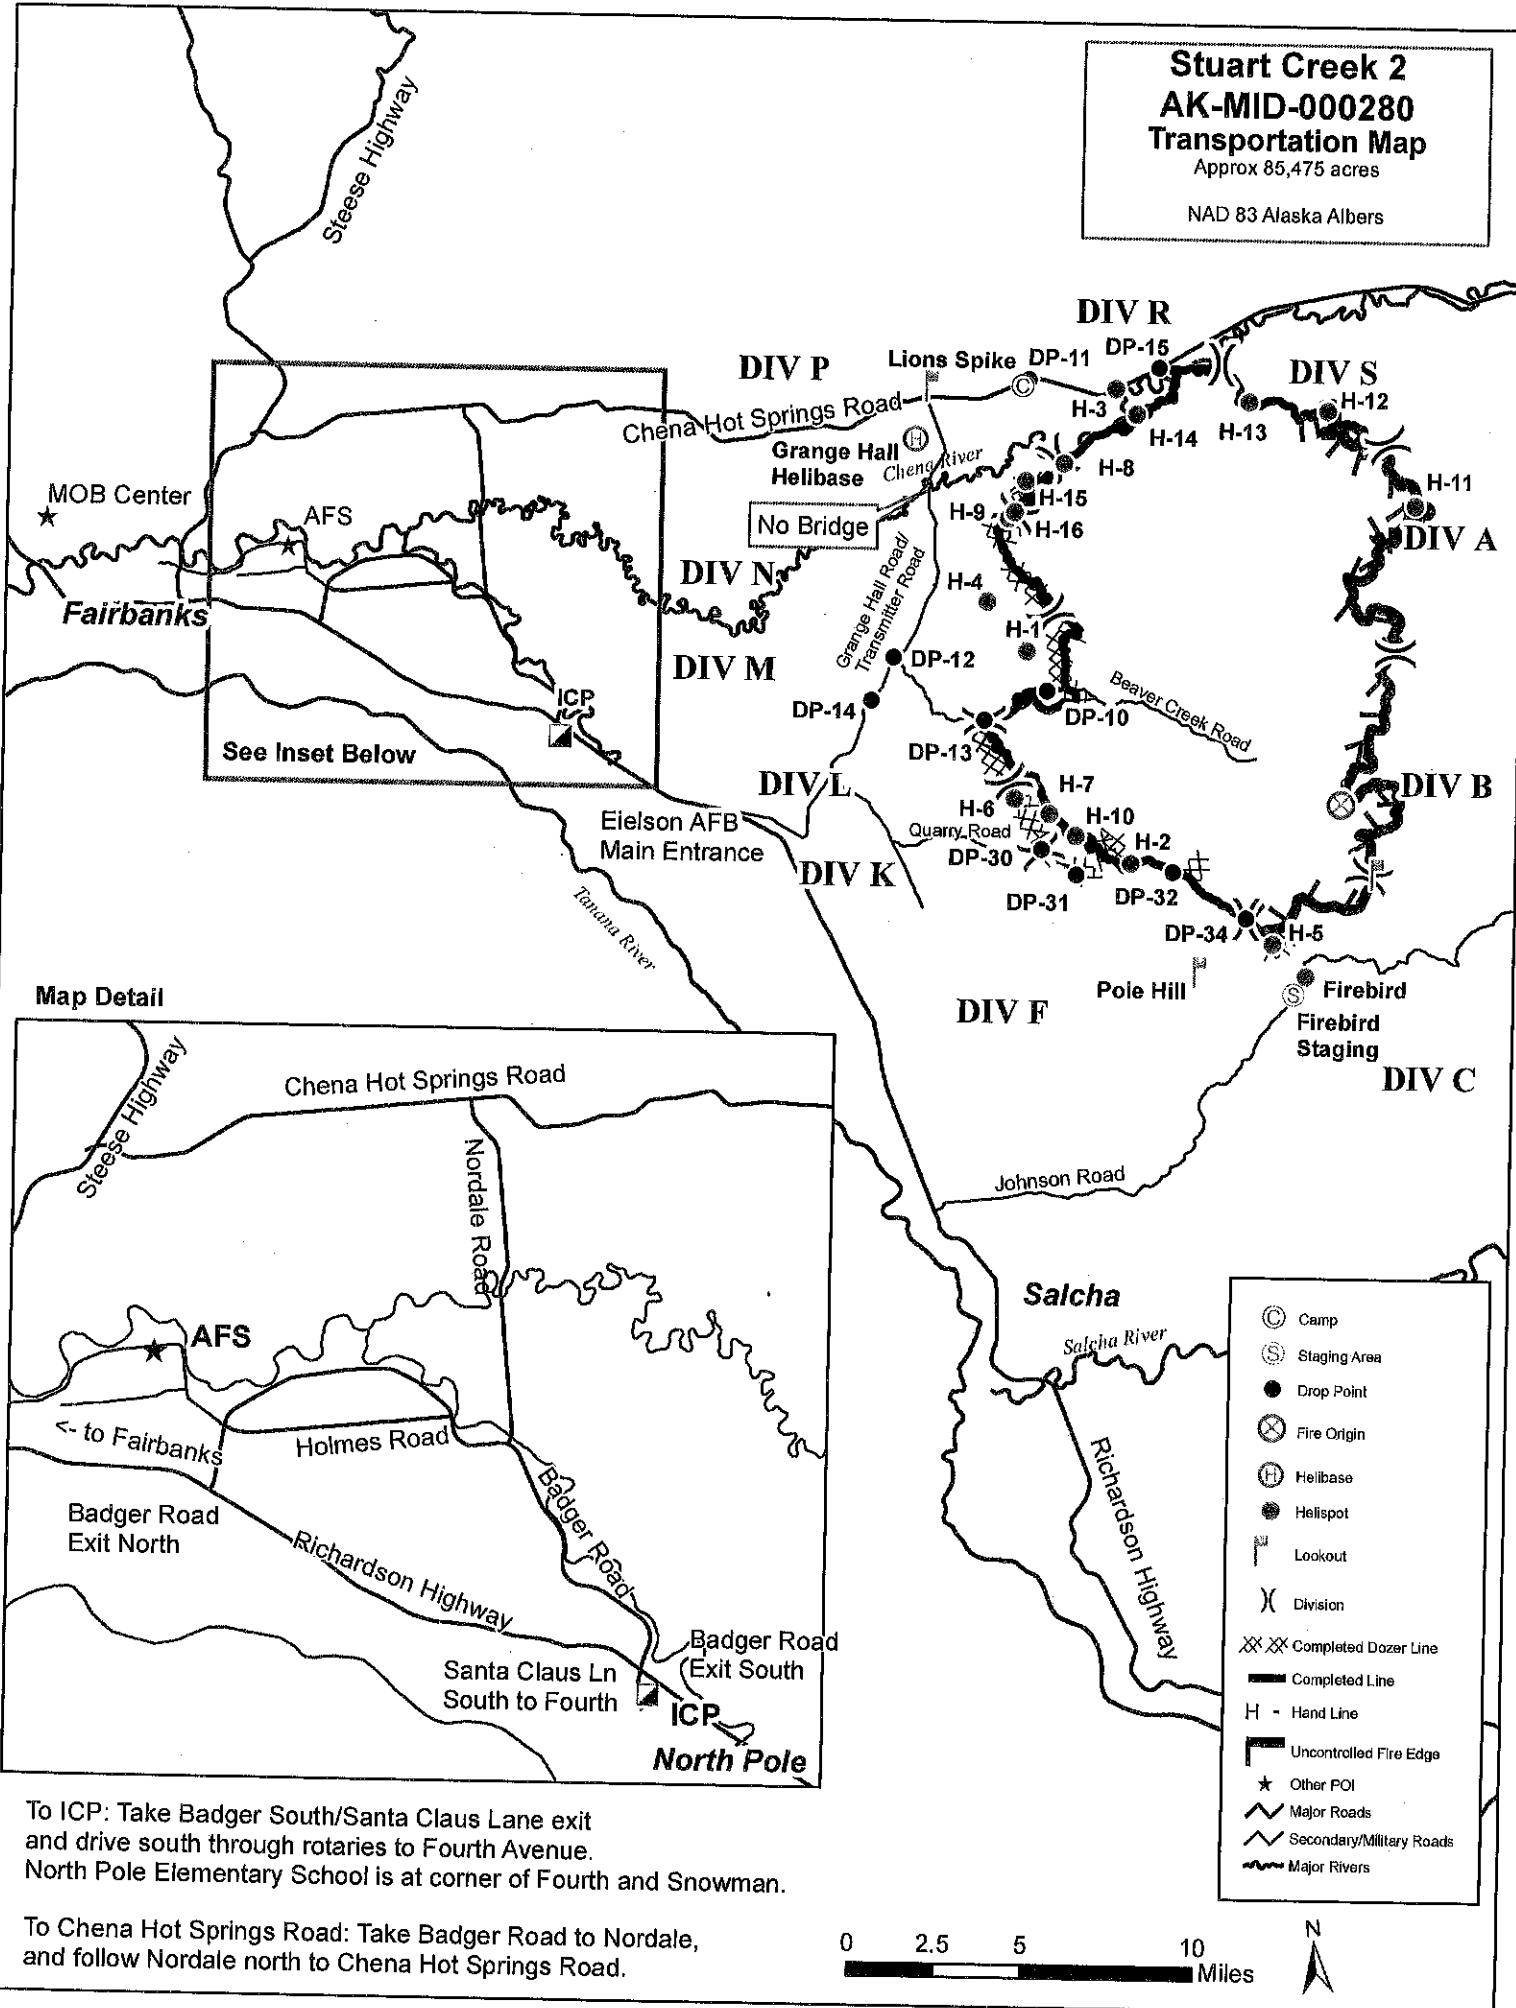 Stuart Creek 2
AK-MID-000280
Transportation Map
Approx 85,475 acres
NAD 83 Alaska Albers
Steese Highway
DIV R
DP-15
Lions Spike
DP-11
DIV P
DIV S
H-12
H-3
Chena Hot Springs Road
H-14
H-13
Grange Hall
Helibase
Chena River
H-8
H-11
MOB Center
AFS
H-15
H-9
No Bridge
H-16
DIV A
DIV N
H-4
Fairbanks
Grange Hall Road/
Transmitter Road
H-1
DIV M
DP-12
ICP
Beaver Creek Road
DP-14
DP-10
DP-13
See Inset Below
DIV L
H-7
DIV B
H-6
H-10
Eielson AFB
Main Entrance
Quarry Road
H-2
DP-30
DIV K
DP-31
DP-32
Tanana River
DP-34
H-5
Pole Hill
Firebird
DIV F
Firebird
Staging
DIV C
Johnson Road
Salcha
Salcha River
Richardson Highway
Map Detail
Steese Highway
Chena Hot Springs Road
Nordale Road
AFS
<- to Fairbanks
Holmes Road
Badger Road
Badger Road
Exit North
Richardson Highway
Badger Road
Exit South
Santa Claus Ln
South to Fourth
ICP
North Pole
C Camp
S Staging Area
Drop Point
Fire Origin
H Helibase
Helispot
Lookout
Division
Completed Dozer Line
Completed Line
H - Hand Line
Uncontrolled Fire Edge
Other POI
Major Roads
Secondary/Military Roads
Major Rivers
To ICP: Take Badger South/Santa Claus Lane exit
and drive south through rotaries to Fourth Avenue.
North Pole Elementary School is at corner of Fourth and Snowman.
To Chena Hot Springs Road: Take Badger Road to Nordale,
and follow Nordale north to Chena Hot Springs Road.
0 2.5 5 10
Miles
N